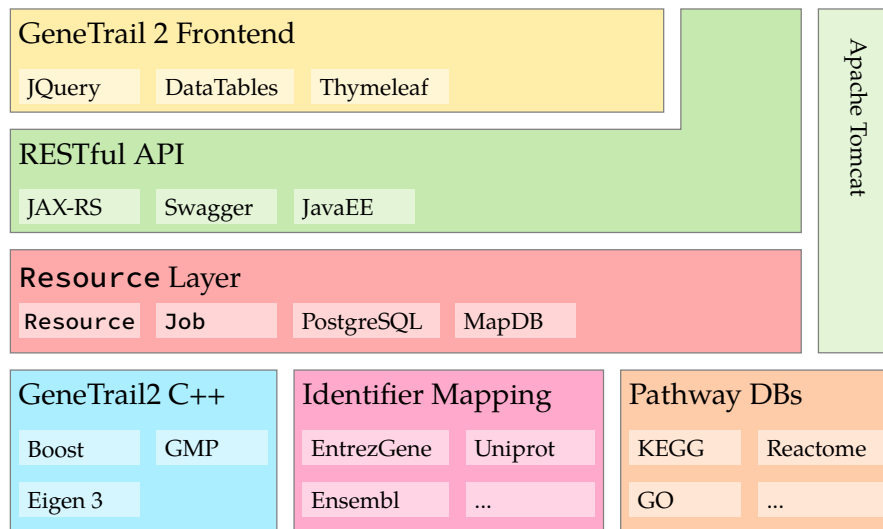 GeneTrail 2 Frontend
JQuery DataTables Thymeleaf
RESTful API
JAX-RS Swagger JavaEE
Apache Tomcat
Resource Layer
Resource Job PostgreSQL MapDB
GeneTrail2 C++
Boost GMP
Eigen 3
Identifier Mapping
EntrezGene Uniprot
Ensembl ...
Pathway DBs
KEGG Reactome
GO ...